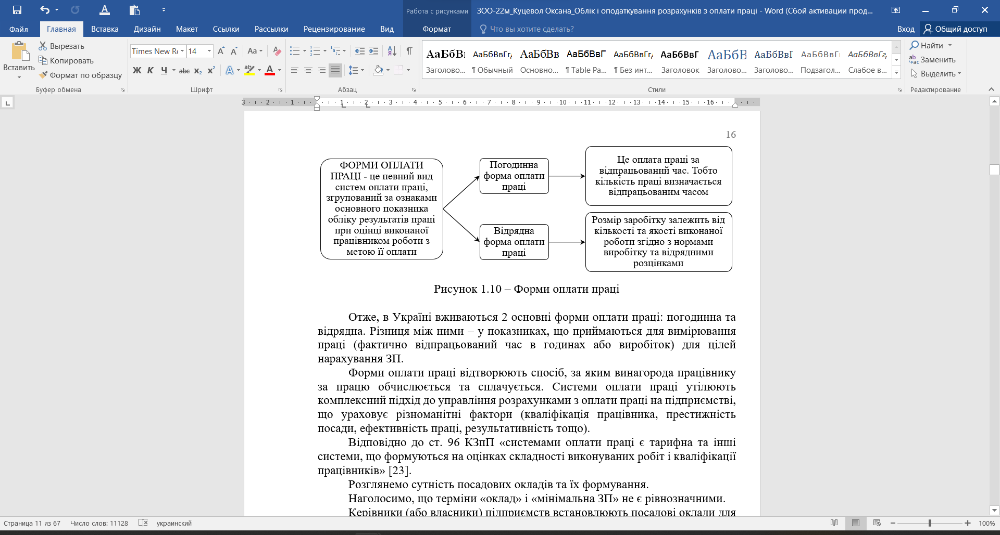 Работа с рисунками
ЗОО-22м_Куцевол Оксана_Облік і оподаткування розрахунків з оплати праці - Word (Сбой активации прод...
Файл Главная Вставка Дизайн Макет Ссылки Рассылки Рецензирование Вид Формат Что вы хотите сделать? Вход Общий доступ
Вставить
Вырезать
Копировать
Формат по образцу
Буфер обмена
Times New Ro 14
Aa
Ж К Ч abc x₂ x²
Шрифт
Абзац
АаБбВı АаБбВвГг, АаБбВв АаБбВвГ АаБбВвГг, АаБбВвГ АаБбВ АаБбВвГ АаБбВвГı АаБбВвГг,
Заголово... ¶ Обычный Основно... ¶ Table Pa... ¶ Без инт... Заголовок Заголово... Заголово... Подзагол... Слабое в...
Стили
Найти
Заменить
Выделить
Редактирование
3 2 1 1 2 3 4 5 6 7 8 9 10 11 12 13 14 15 16
16
ФОРМИ ОПЛАТИ
ПРАЦІ - це певний вид
систем оплати праці,
згрупований за ознаками
основного показника
обліку результатів праці
при оцінці виконаної
працівником роботи з
метою її оплати
Погодинна
форма оплати
праці
Це оплата праці за
відпрацьований час. Тобто
кількість праці визначається
відпрацьованим часом
Відрядна
форма оплати
праці
Розмір заробітку залежить від
кількості та якості виконаної
роботи згідно з нормами
виробітку та відрядними
розцінками
Рисунок 1.10 – Форми оплати праці
Отже, в Україні вживаються 2 основні форми оплати праці: погодинна та
відрядна. Різниця між ними – у показниках, що приймаються для вимірювання
праці (фактично відпрацьований час в годинах або виробіток) для цілей
нарахування ЗП.
Форми оплати праці відтворюють спосіб, за яким винагорода працівнику
за працю обчислюється та сплачується. Системи оплати праці утілюють
комплексний підхід до управління розрахунками з оплати праці на підприємстві,
що ураховує різноманітні фактори (кваліфікація працівника, престижність
посади, ефективність праці, результативність тощо).
Відповідно до ст. 96 КЗпП «системами оплати праці є тарифна та інші
системи, що формуються на оцінках складності виконуваних робіт і кваліфікації
працівників» [23].
Розглянемо сутність посадових окладів та їх формування.
Наголосимо, що терміни «оклад» і «мінімальна ЗП» не є рівнозначними.
Керівники (або власники) підприємств встановлюють посадові оклади для
Страница 11 из 67 Число слов: 11128 украинский 100%